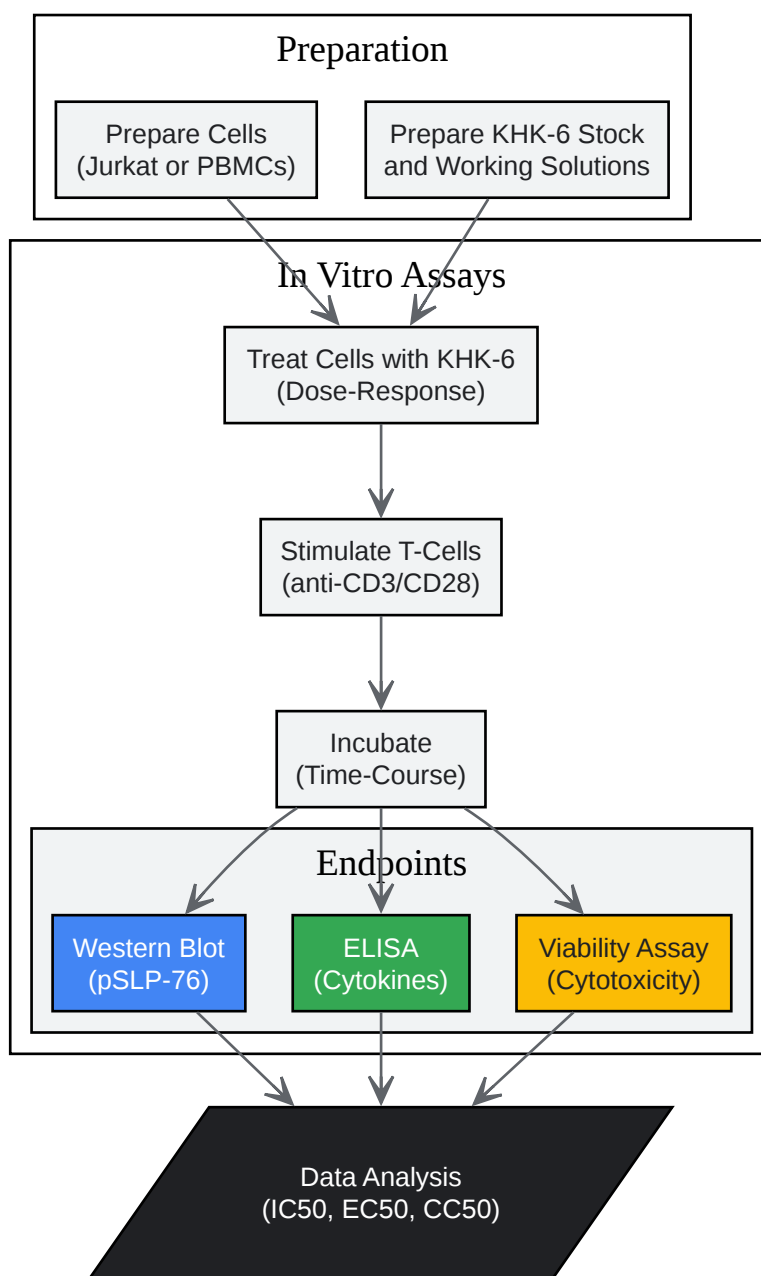 Preparation
Prepare Cells
(Jurkat or PBMCs)
Prepare KHK-6 Stock
and Working Solutions
In Vitro Assays
Treat Cells with KHK-6
(Dose-Response)
Stimulate T-Cells
(anti-CD3/CD28)
Incubate
(Time-Course)
Endpoints
Western Blot
(pSLP-76)
ELISA
(Cytokines)
Viability Assay
(Cytotoxicity)
Data Analysis
(IC50, EC50, CC50)